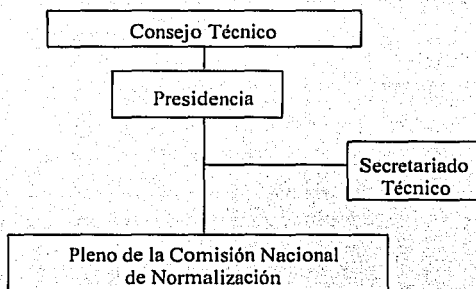 Consejo Técnico
Presidencia
Secretariado
Técnico
Pleno de la Comisión Nacional
de Normalización